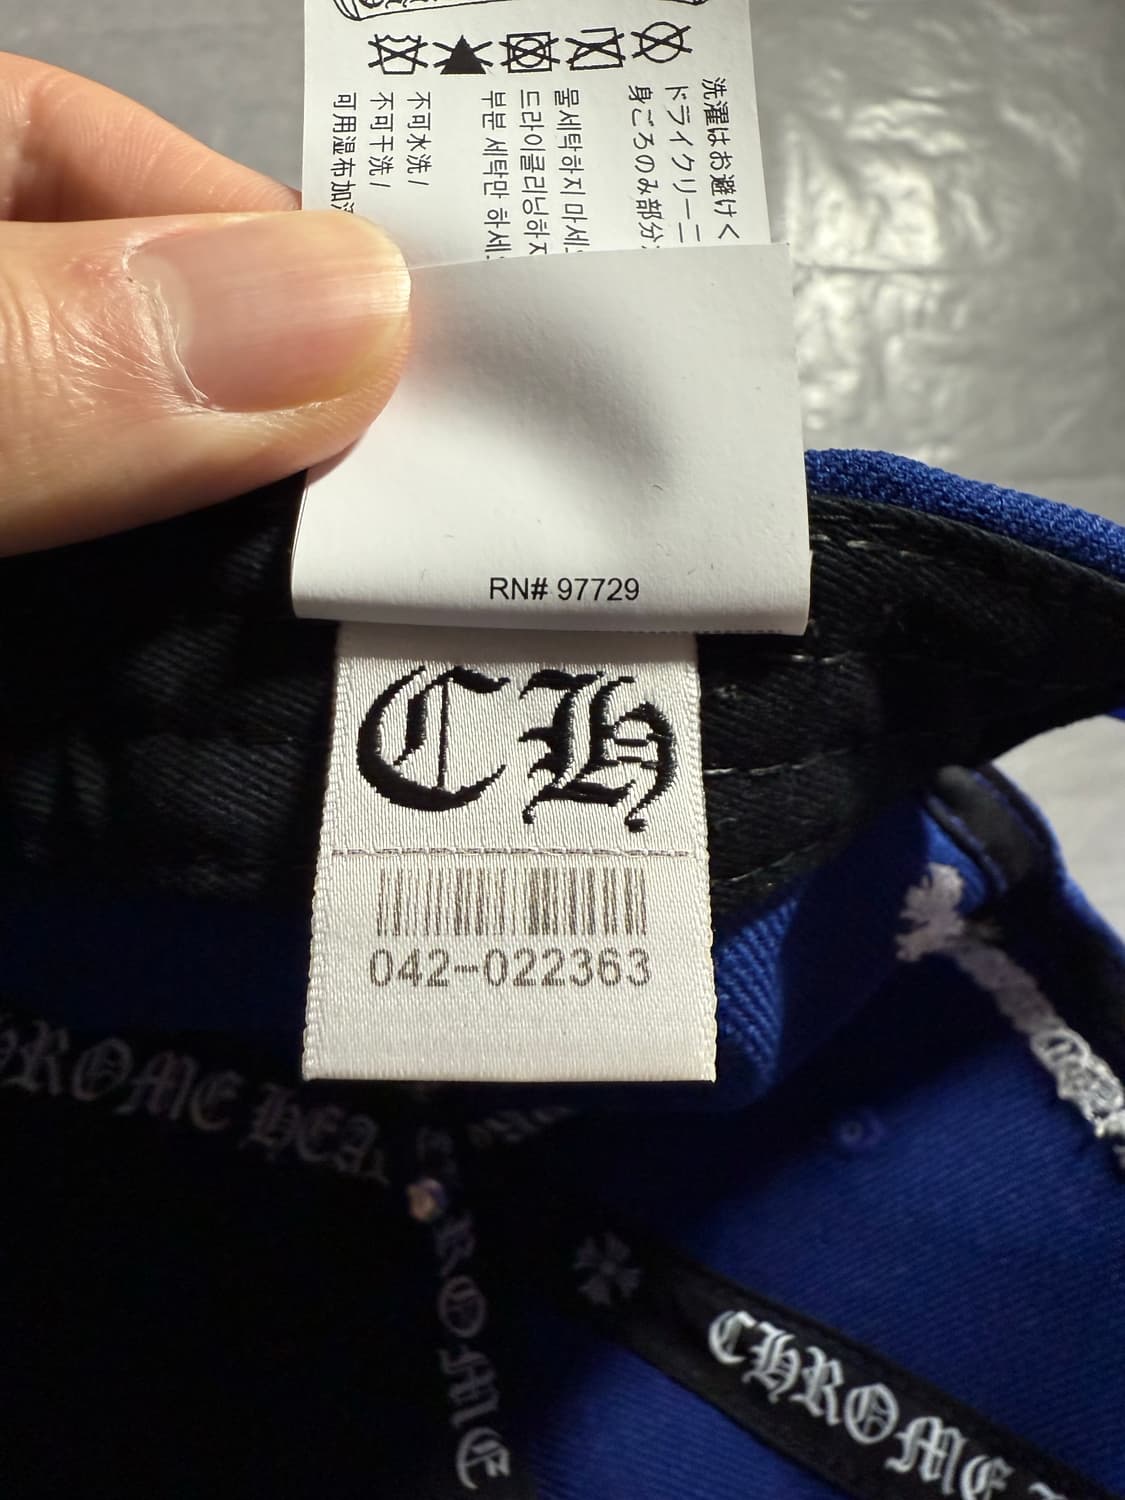 洗濯はお避けく
ドライクリーニ
身ごろのみ部分
물세탁하지 마세
드라이클리닝하지
부분 세탁만 하세
不可水洗/
不可干洗/
可用湿布加
RN# 97729
CH
042-022363
CHROME HEA
CHROME
CHROME